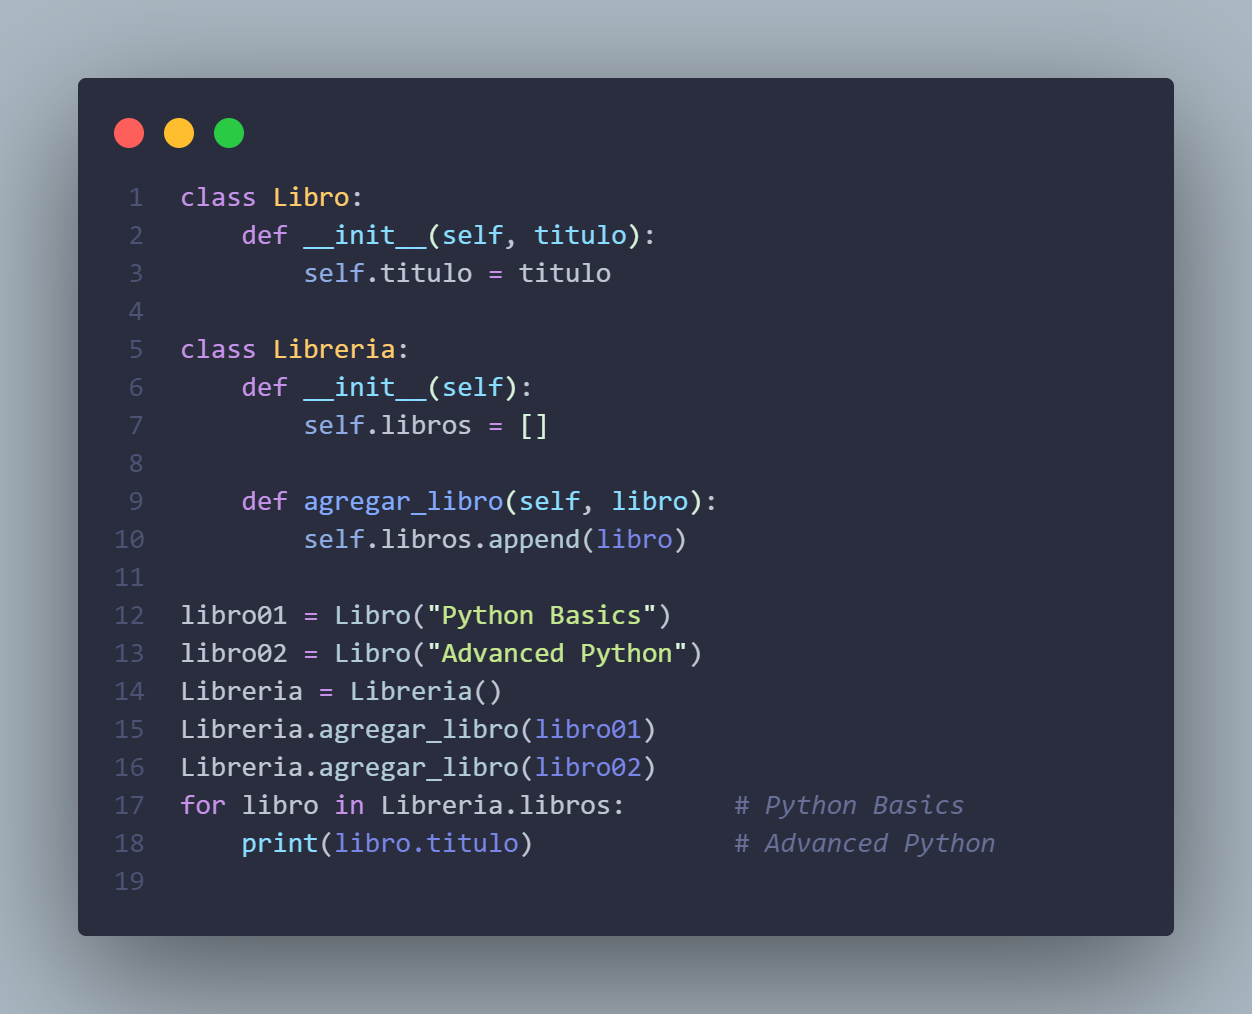 1 class Libro:
2     def __init__(self, titulo):
3         self.titulo = titulo
4
5 class Libreria:
6     def __init__(self):
7         self.libros = []
8
9     def agregar_libro(self, libro):
10         self.libros.append(libro)
11
12 libro01 = Libro("Python Basics")
13 libro02 = Libro("Advanced Python")
14 Libreria = Libreria()
15 Libreria.agregar_libro(libro01)
16 Libreria.agregar_libro(libro02)
17 for libro in Libreria.libros:       # Python Basics
18     print(libro.titulo)             # Advanced Python
19